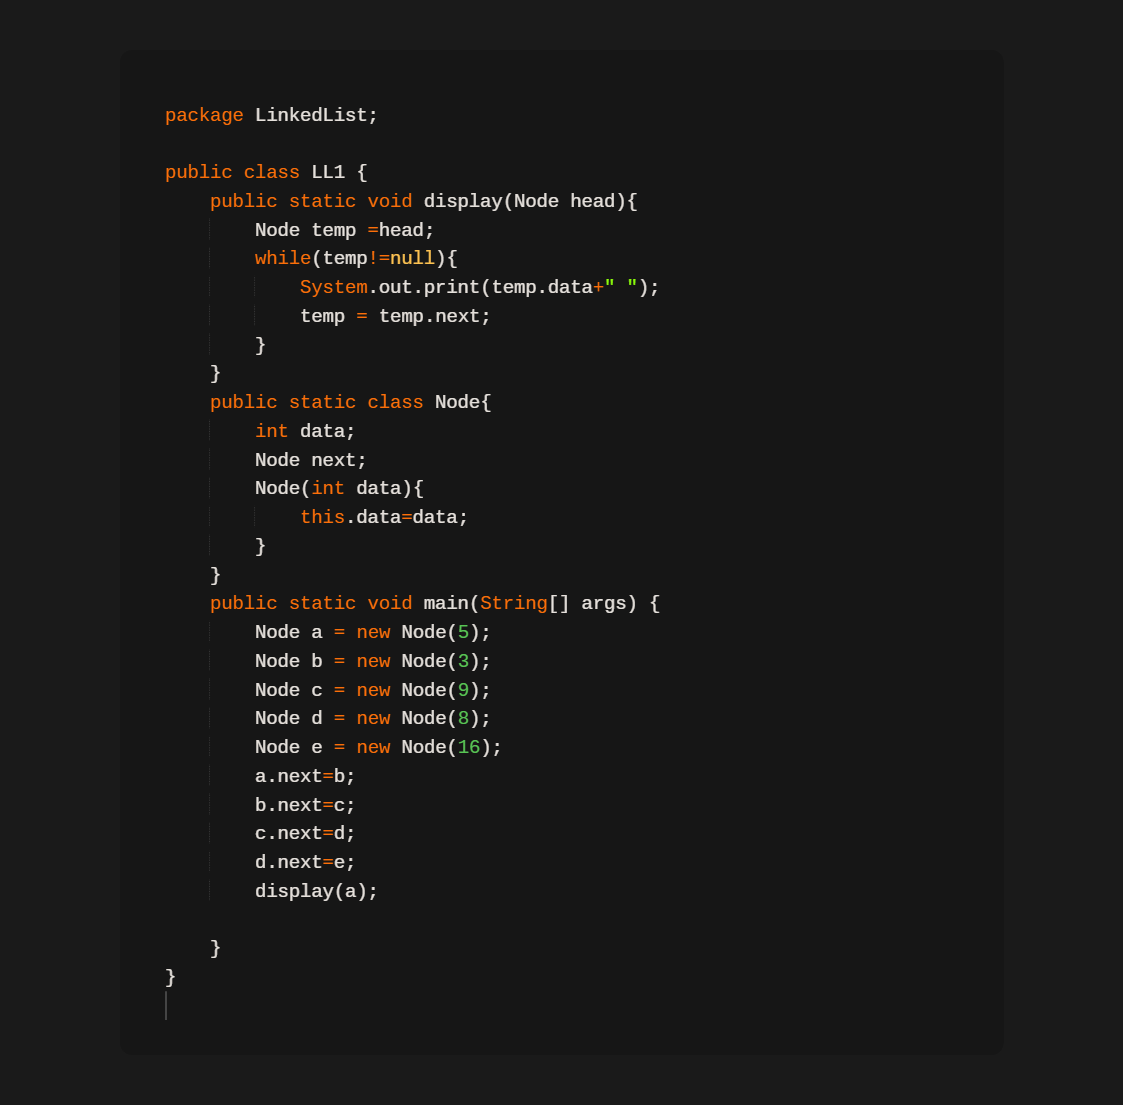 package LinkedList;

public class LL1 {
    public static void display(Node head){
        Node temp =head;
        while(temp!=null){
            System.out.print(temp.data+" ");
            temp = temp.next;
        }
    }
    public static class Node{
        int data;
        Node next;
        Node(int data){
            this.data=data;
        }
    }
    public static void main(String[] args) {
        Node a = new Node(5);
        Node b = new Node(3);
        Node c = new Node(9);
        Node d = new Node(8);
        Node e = new Node(16);
        a.next=b;
        b.next=c;
        c.next=d;
        d.next=e;
        display(a);

    }
}